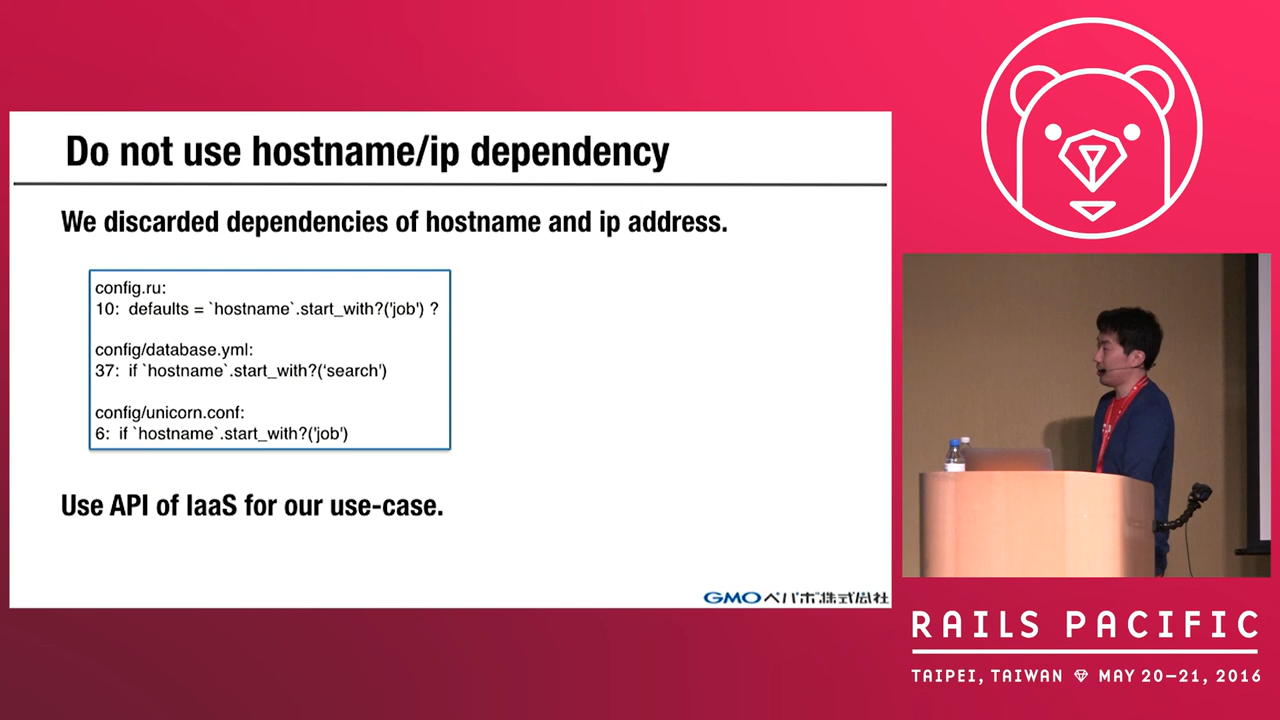 Do not use hostname/ip dependency
We discarded dependencies of hostname and ip address.
config.ru:
10:  defaults = `hostname`.start_with?('job') ?
config/database.yml:
37:  if `hostname`.start_with?(‘search')
config/unicorn.conf:
6:  if `hostname`.start_with?('job')
Use API of IaaS for our use-case.
GMOペパボ株式会社
RAILS PACIFIC
TAIPEI, TAIWAN MAY 20–21, 2016